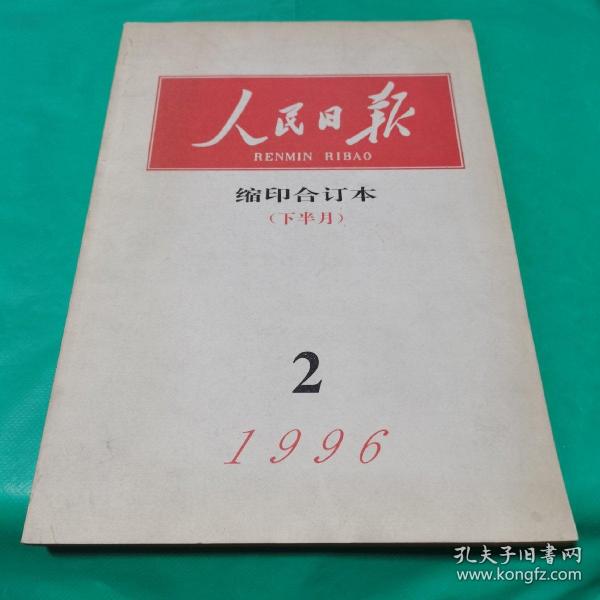 人民日报
RENMIN RIBAO
缩印合订本
(下半月)
2
1996
孔夫子旧书网
www.kongfz.com